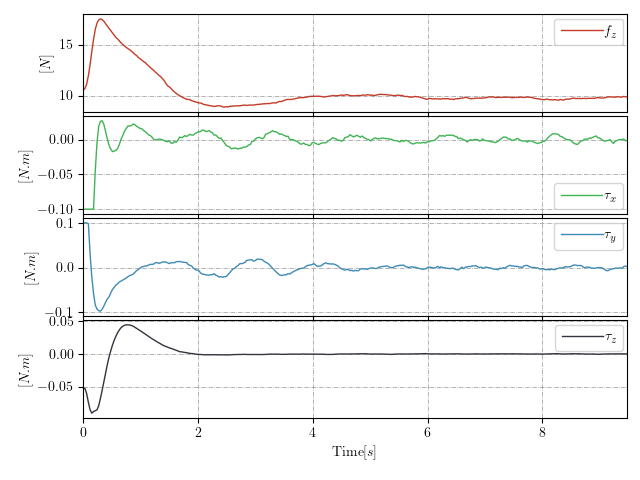 [N]
15
10
f_z
[N.m]
0.00
−0.05
−0.10
τ_x
[N.m]
0.1
0.0
−0.1
τ_y
[N.m]
0.05
0.00
−0.05
τ_z
0 2 4 6 8
Time[s]